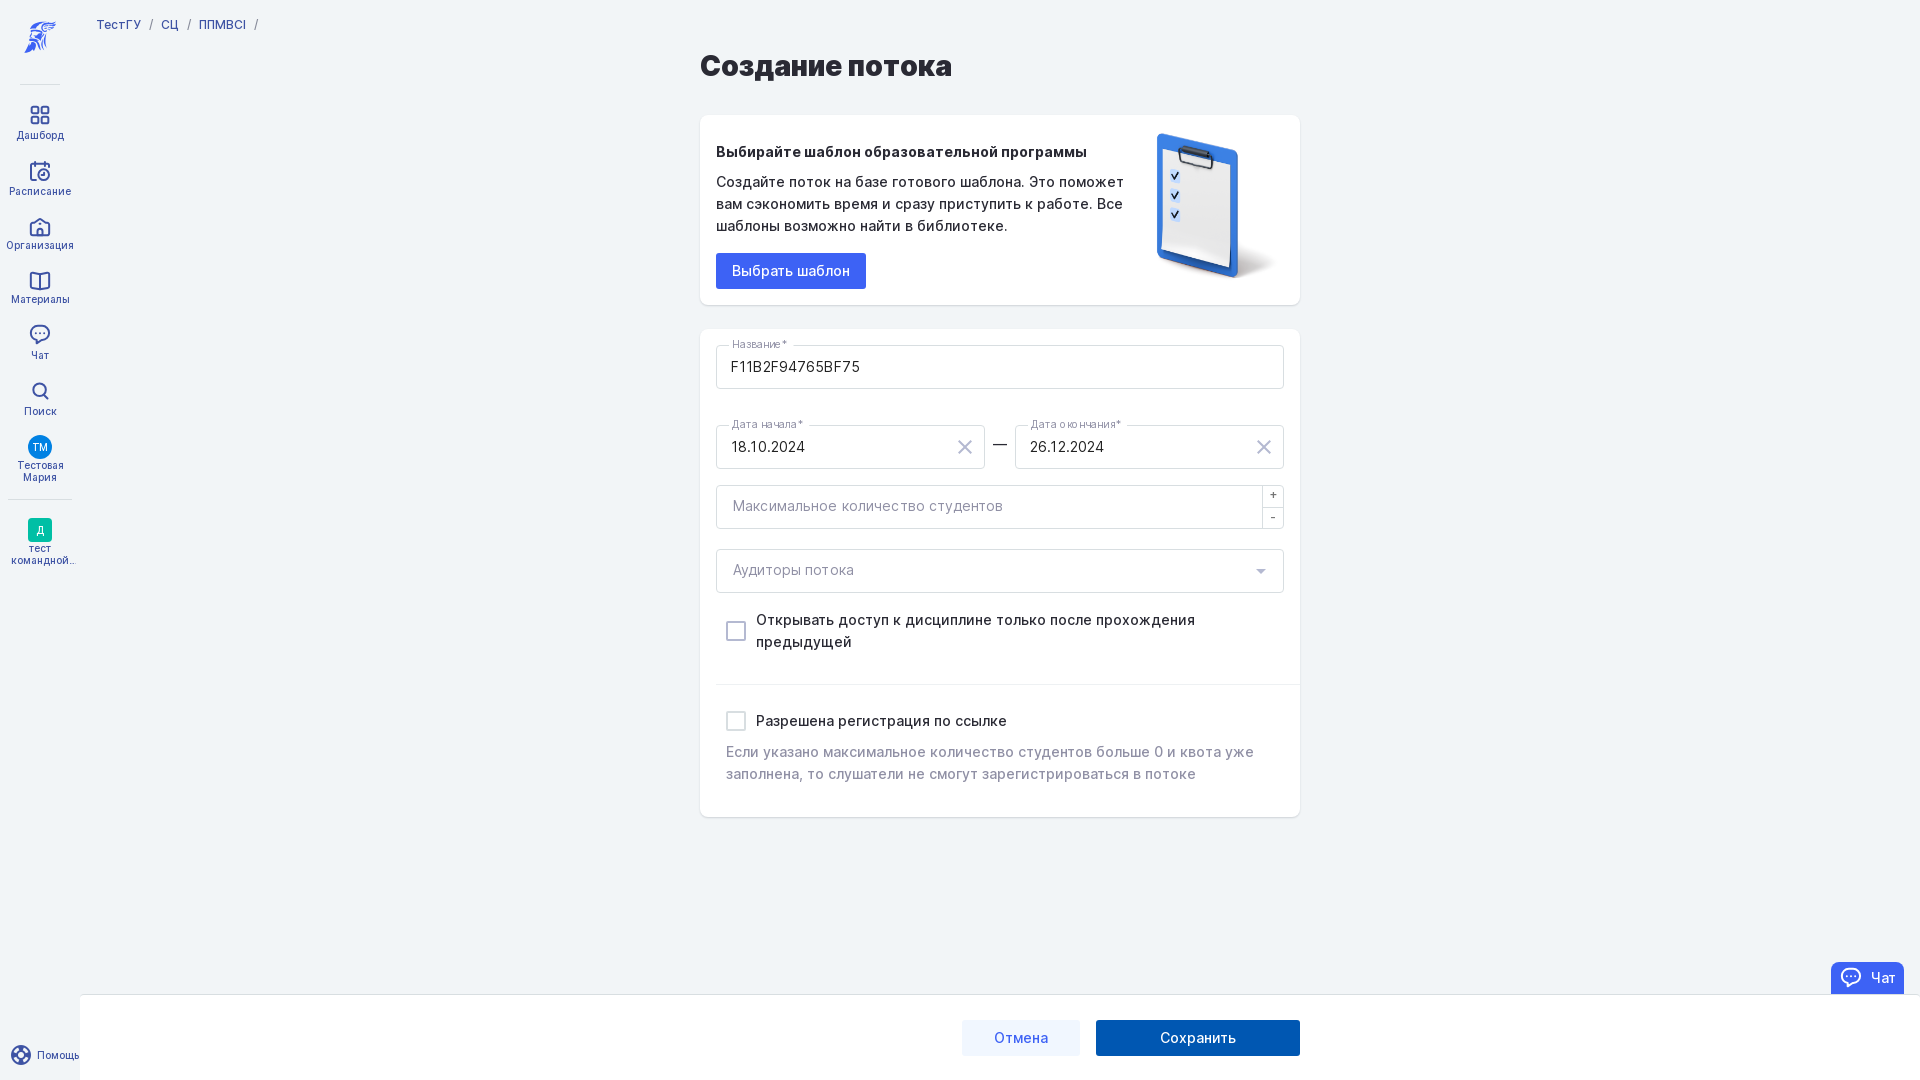 ТестГУ / СЦ / ППМВСІ /
Создание потока
Дашборд
Расписание
Организация
Материалы
Чат
Поиск
ТМ
Тестовая
Мария
Д
тест
командной...
Помощь
Выбирайте шаблон образовательной программы
Создайте поток на базе готового шаблона. Это поможет
вам сэкономить время и сразу приступить к работе. Все
шаблоны возможно найти в библиотеке.
Выбрать шаблон
Название*
F11B2F94765BF75
Дата начала*
18.10.2024
—
Дата окончания*
26.12.2024
Максимальное количество студентов
+
-
Аудиторы потока
Открывать доступ к дисциплине только после прохождения
предыдущей
Разрешена регистрация по ссылке
Если указано максимальное количество студентов больше 0 и квота уже
заполнена, то слушатели не смогут зарегистрироваться в потоке
Чат
Отмена
Сохранить